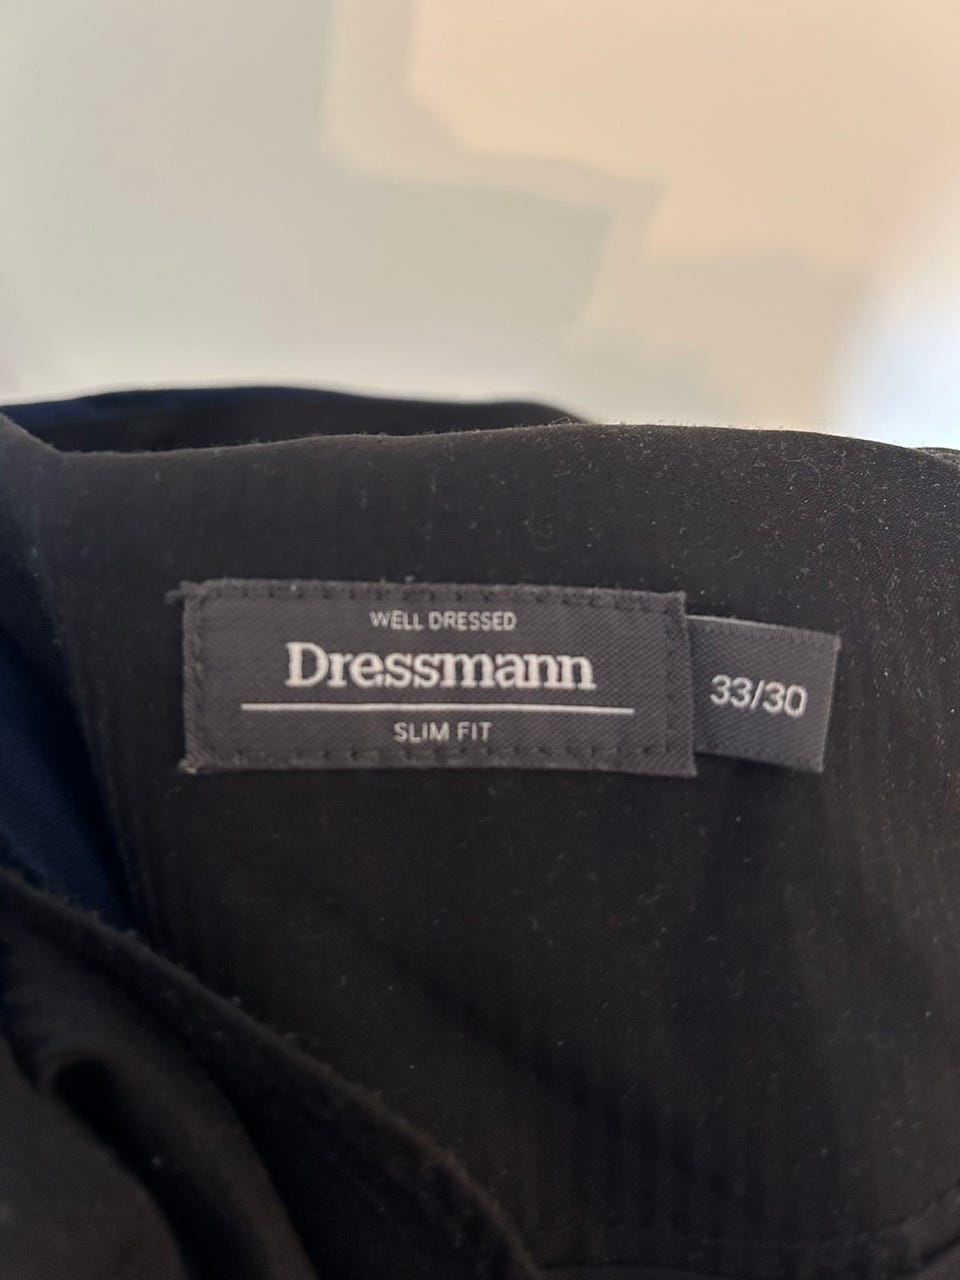 WELL DRESSED
Dressmann
SLIM FIT
33/30